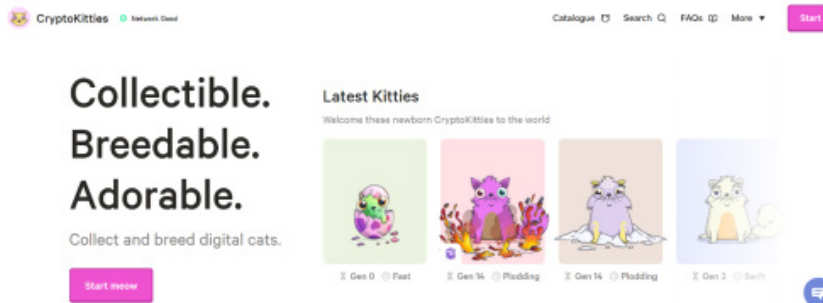 CryptoKitties Network Good
Catalogue Search FAQs More Start
Collectible.
Breedable.
Adorable.
Collect and breed digital cats.
Start meow
Latest Kitties
Welcome these newborn CryptoKitties to the world
Gen 0 Fast
Gen 14 Plodding
Gen 14 Plodding
Gen 3 Swift